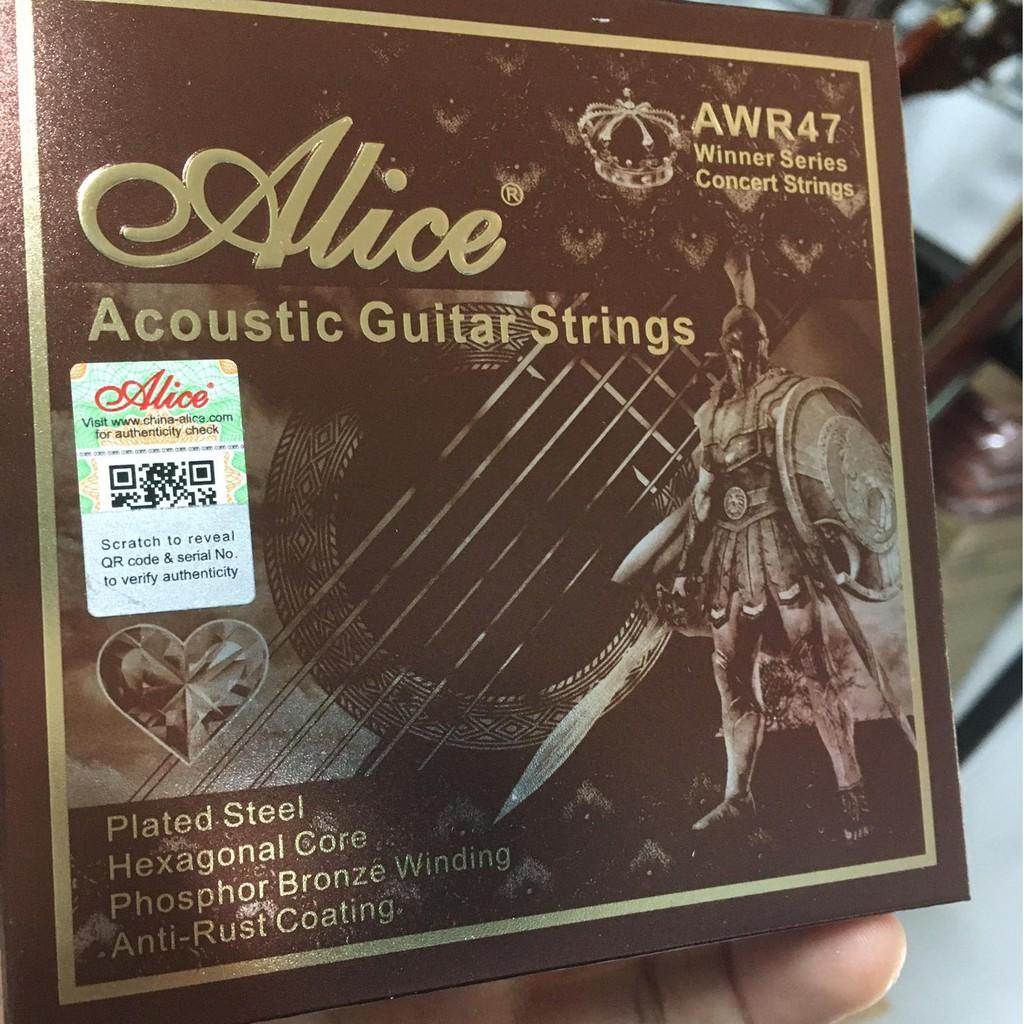 AWR47
Winner Series
Concert Strings
Alice®
Acoustic Guitar Strings
Alice®
Visit www.china-alice.com
for authenticity check
Scratch to reveal
QR code & serial No.
to verify authenticity
Plated Steel
Hexagonal Core
Phosphor Bronze Winding
Anti-Rust Coating